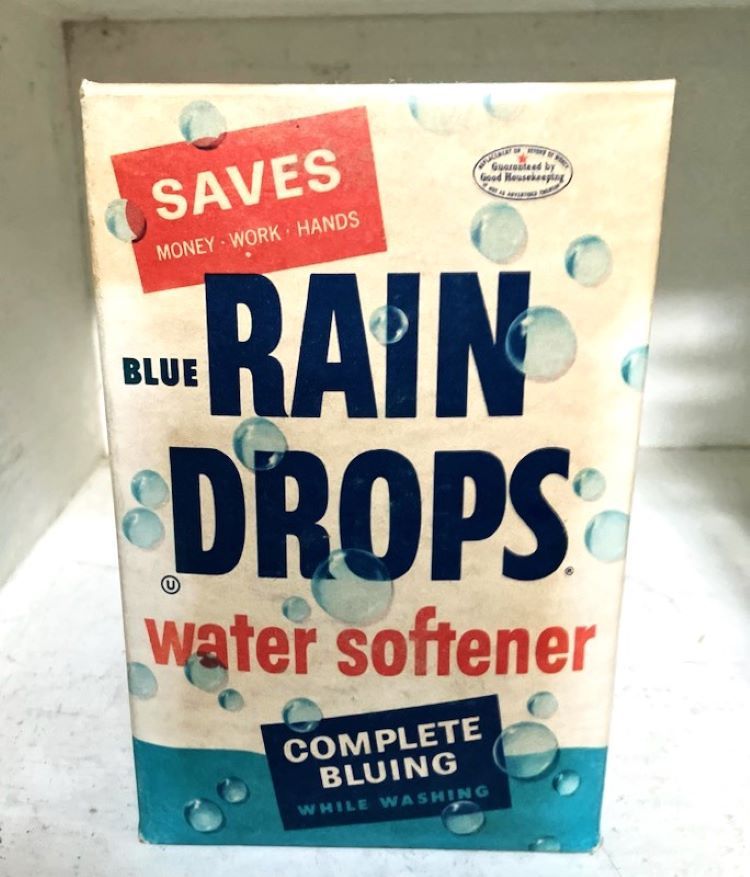 SAVES
MONEY · WORK · HANDS
Guaranteed by
Good Housekeeping
BLUE RAIN
DROPS®
U
water softener
COMPLETE
BLUING
WHILE WASHING